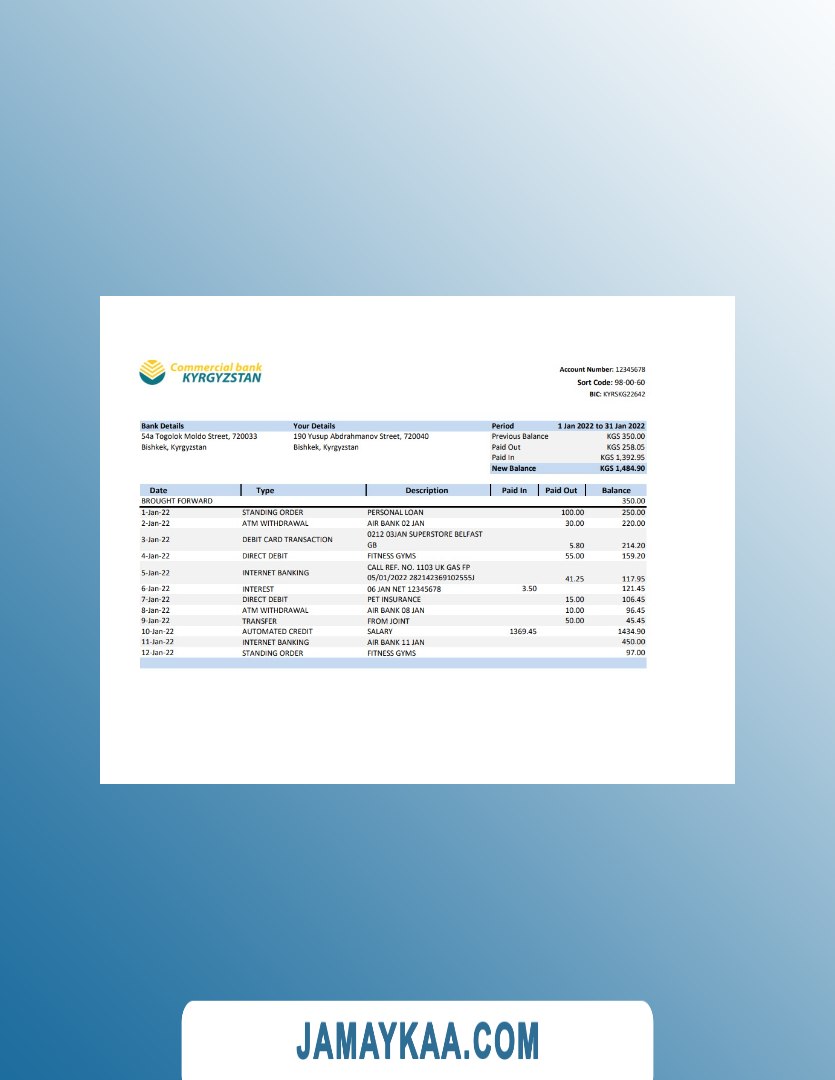 Commercial bank
KYRGYZSTAN
Account Number: 12345678
Sort Code: 98-00-60
BIC: KYRSKG22642
Bank Details Your Details Period 1 Jan 2022 to 31 Jan 2022
54a Togolok Moldo Street, 720033 190 Yusup Abdrahmanov Street, 720040 Previous Balance KGS 350.00
Bishkek, Kyrgyzstan Bishkek, Kyrgyzstan Paid Out KGS 258.05
Paid In KGS 1,392.95
New Balance KGS 1,484.90
Date Type Description Paid In Paid Out Balance
BROUGHT FORWARD 350.00
1-Jan-22 STANDING ORDER PERSONAL LOAN 100.00 250.00
2-Jan-22 ATM WITHDRAWAL AIR BANK 02 JAN 30.00 220.00
3-Jan-22 DEBIT CARD TRANSACTION 0212 03JAN SUPERSTORE BELFAST
GB 5.80 214.20
4-Jan-22 DIRECT DEBIT FITNESS GYMS 55.00 159.20
5-Jan-22 INTERNET BANKING CALL REF. NO. 1103 UK GAS FP
05/01/2022 282142369102555J 41.25 117.95
6-Jan-22 INTEREST 06 JAN NET 12345678 3.50 121.45
7-Jan-22 DIRECT DEBIT PET INSURANCE 15.00 106.45
8-Jan-22 ATM WITHDRAWAL AIR BANK 08 JAN 10.00 96.45
9-Jan-22 TRANSFER FROM JOINT 50.00 45.45
10-Jan-22 AUTOMATED CREDIT SALARY 1369.45 1434.90
11-Jan-22 INTERNET BANKING AIR BANK 11 JAN 450.00
12-Jan-22 STANDING ORDER FITNESS GYMS 97.00
JAMAYKAA.COM